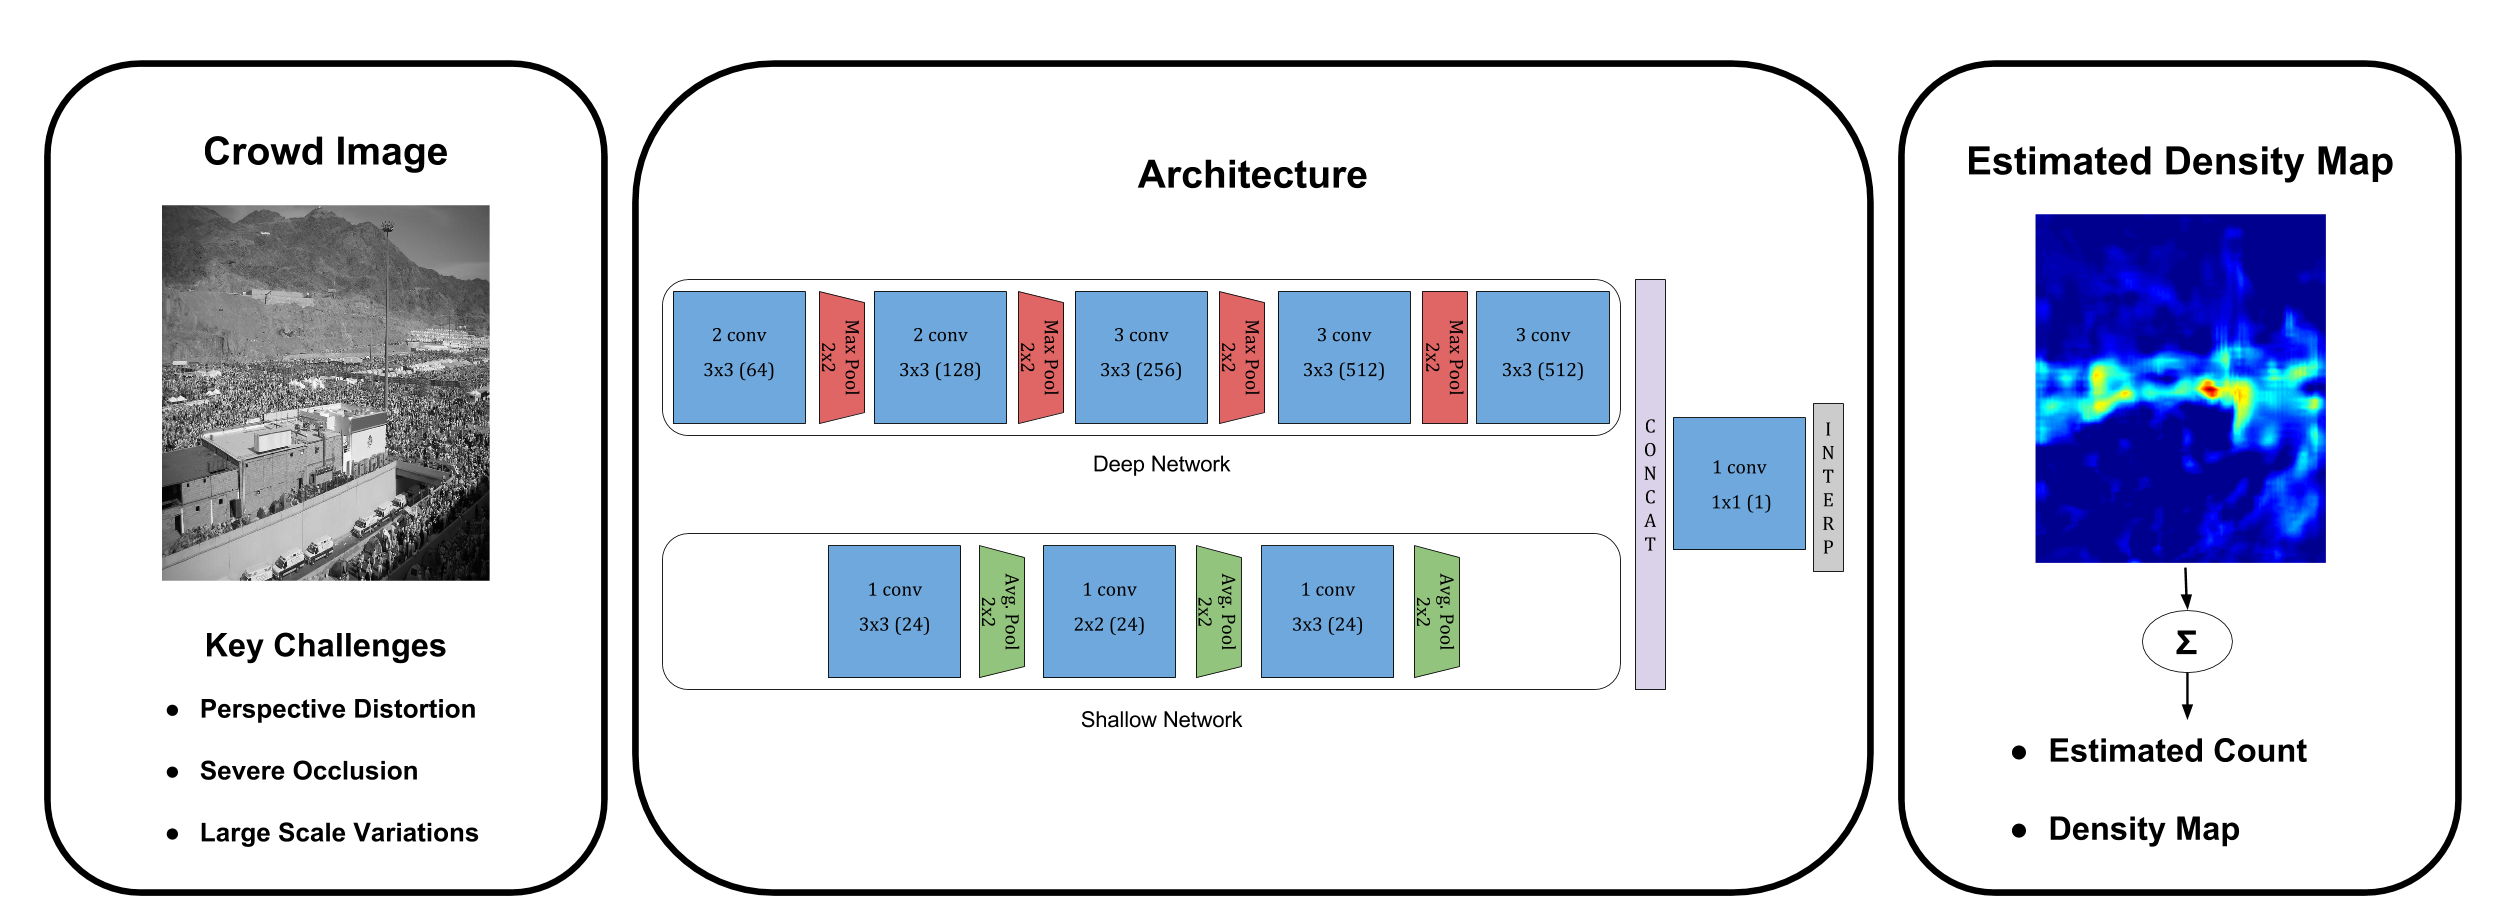 Crowd Image
Key Challenges
● Perspective Distortion
● Severe Occlusion
● Large Scale Variations
Architecture
2 conv
3x3 (64)
Max Pool
2x2
2 conv
3x3 (128)
Max Pool
2x2
3 conv
3x3 (256)
Max Pool
2x2
3 conv
3x3 (512)
Max Pool
2x2
3 conv
3x3 (512)
Deep Network
1 conv
3x3 (24)
Avg. Pool
2x2
1 conv
2x2 (24)
Avg. Pool
2x2
1 conv
3x3 (24)
Avg. Pool
2x2
Shallow Network
CONCAT
1 conv
1x1 (1)
INTERP
Estimated Density Map
Σ
● Estimated Count
● Density Map